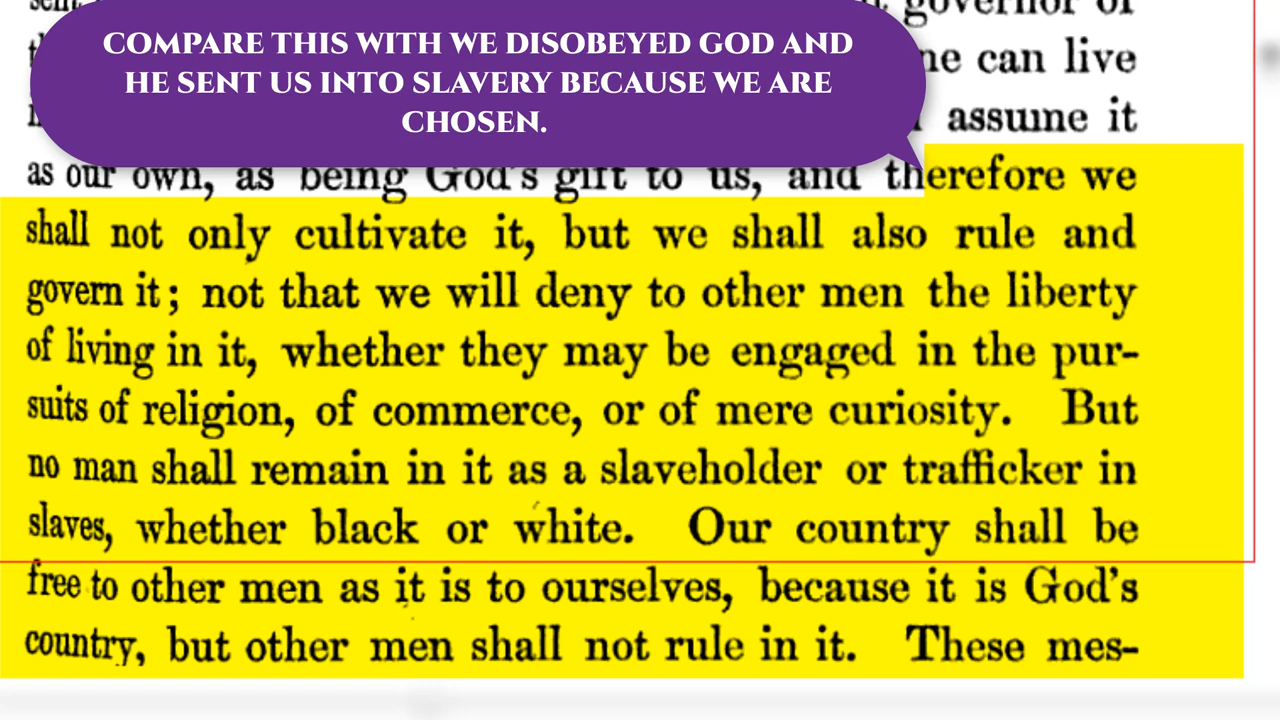 COMPARE THIS WITH WE DISOBEYED GOD AND
HE SENT US INTO SLAVERY BECAUSE WE ARE
CHOSEN.
governor of
can live
assume it
as our own, as being God's gift to us, and therefore we
shall not only cultivate it, but we shall also rule and
govern it; not that we will deny to other men the liberty
of living in it, whether they may be engaged in the pur-
suits of religion, of commerce, or of mere curiosity. But
no man shall remain in it as a slaveholder or trafficker in
slaves, whether black or white. Our country shall be
free to other men as it is to ourselves, because it is God's
country, but other men shall not rule in it. These mes-